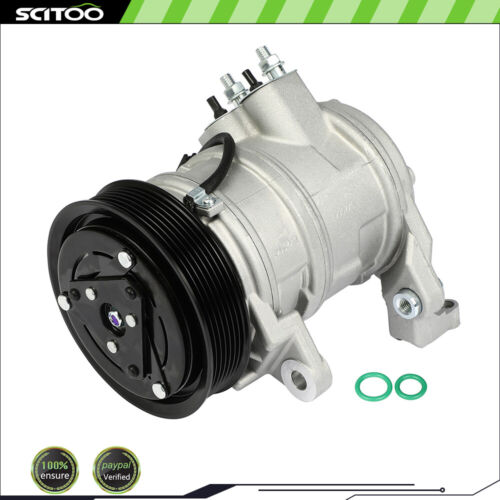 SCITOO
100%
ensure
paypal
Verified